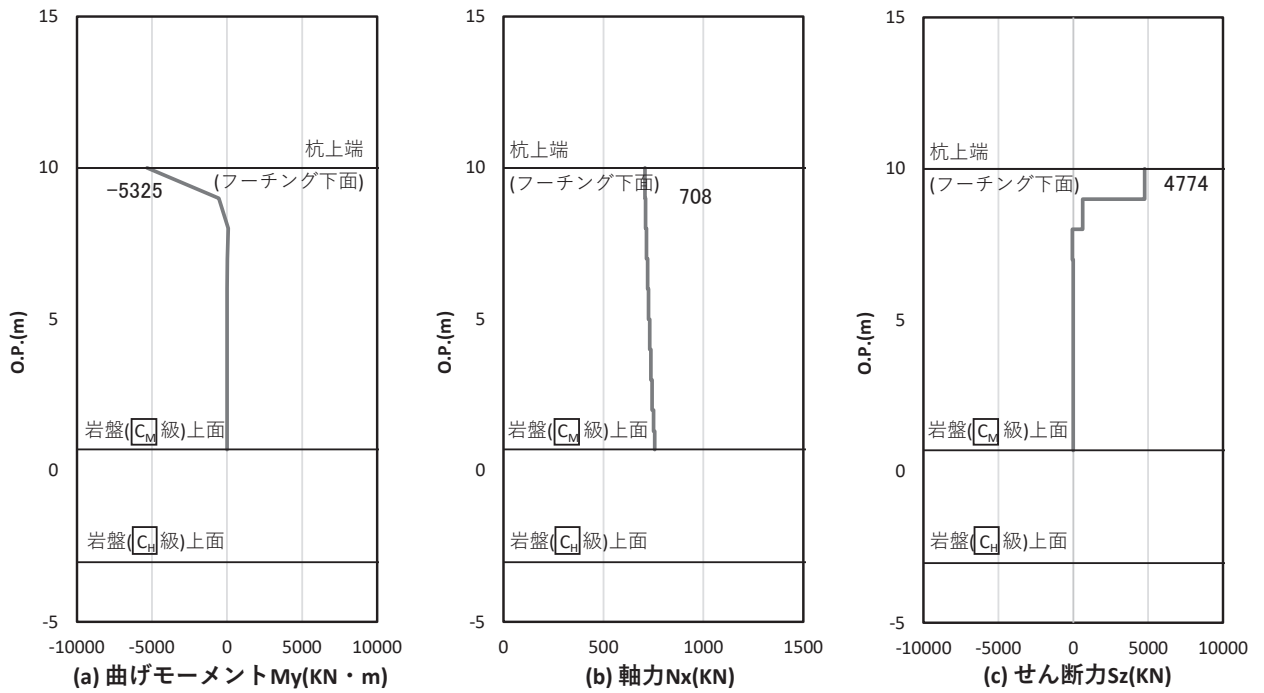 15
杭上端
10
-5325
(フーチング下面)
5
O.P.(m)
岩盤(CM級)上面
0
岩盤(CH級)上面
-5
-10000 -5000 0 5000 10000
(a) 曲げモーメントMy(KN・m)
15
杭上端
10
(フーチング下面)
708
5
O.P.(m)
岩盤(CM級)上面
0
岩盤(CH級)上面
-5
0 500 1000 1500
(b) 軸力Nx(KN)
15
杭上端
10
(フーチング下面)
4774
5
O.P.(m)
岩盤(CM級)上面
0
岩盤(CH級)上面
-5
-10000 -5000 0 5000 10000
(c) せん断力Sz(KN)